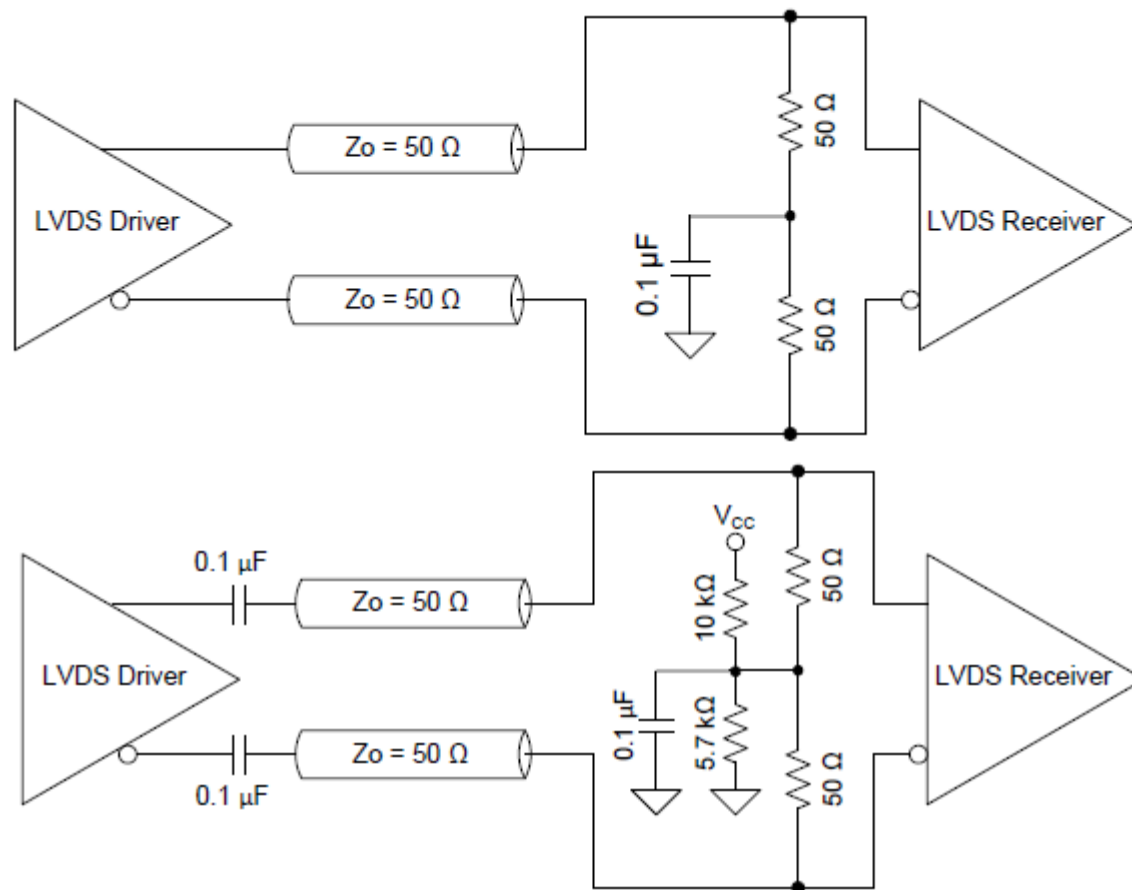 LVDS Driver
Zo = 50 Ω
Zo = 50 Ω
0.1 µF
50 Ω
50 Ω
LVDS Receiver
LVDS Driver
0.1 µF
0.1 µF
Zo = 50 Ω
Zo = 50 Ω
VCC
10 kΩ
5.7 kΩ
0.1 µF
50 Ω
50 Ω
LVDS Receiver